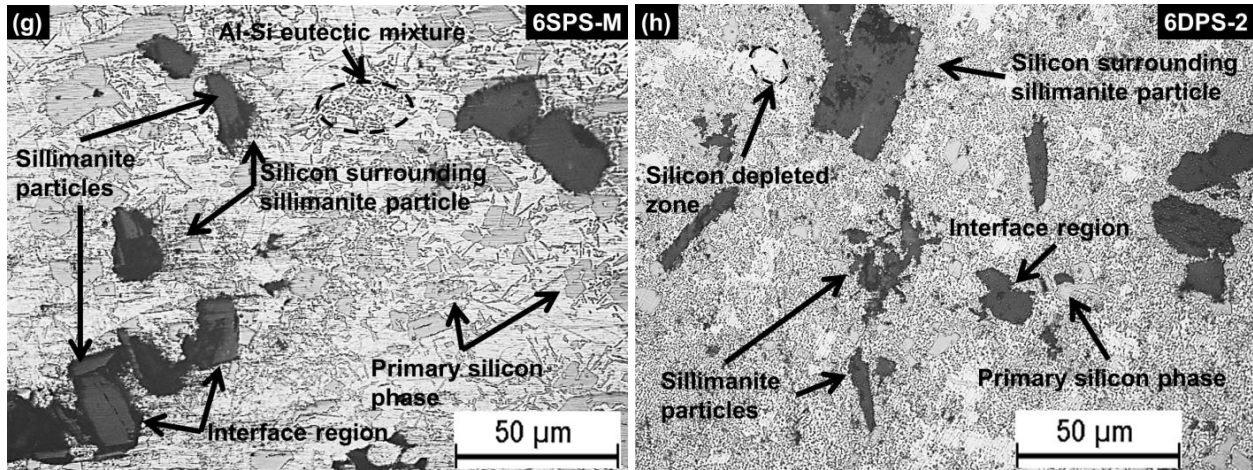 (g)
6SPS-M
Al-Si eutectic mixture
Sillimanite
particles
Silicon surrounding
sillimanite particle
Primary silicon
phase
Interface region
50 µm
(h)
6DPS-2
Silicon surrounding
sillimanite particle
Silicon depleted
zone
Interface region
Sillimanite
particles
Primary silicon phase
50 µm